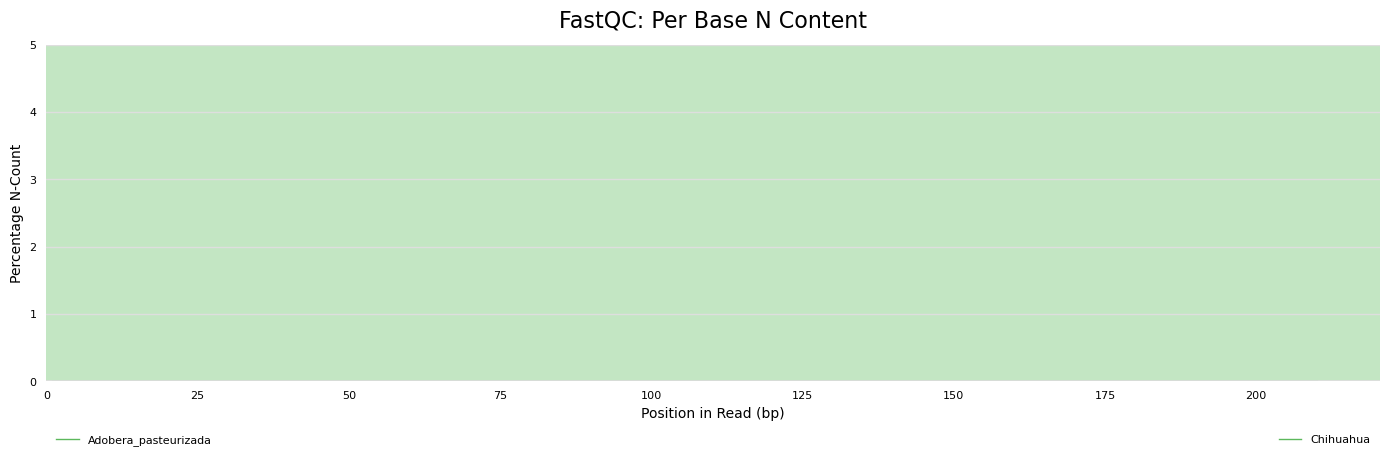 FastQC: Per Base N Content
5
4
3
2
1
0
Percentage N-Count
0 25 50 75 100 125 150 175 200
Position in Read (bp)
Adobera_pasteurizada Chihuahua